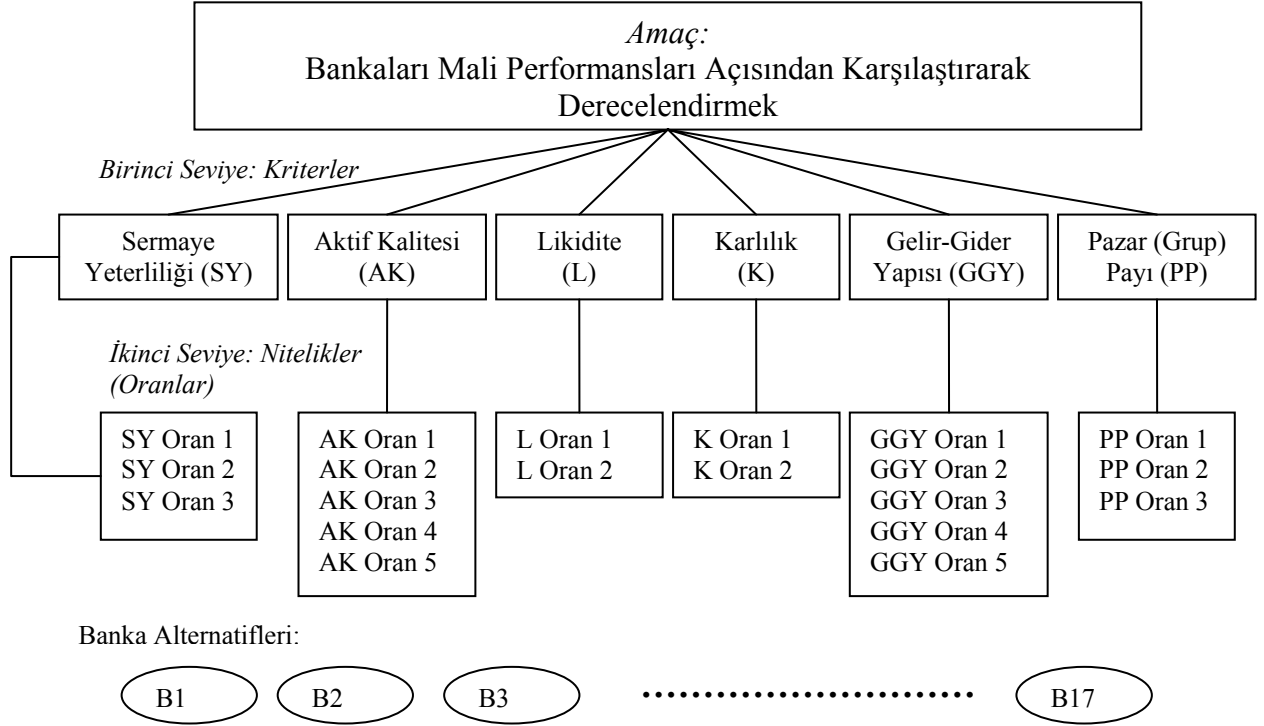 Amaç:
Bankaları Mali Performansları Açısından Karşılaştırarak
Derecelendirmek
Birinci Seviye: Kriterler
Sermaye
Yeterliliği (SY)
Aktif Kalitesi
(AK)
Likidite
(L)
Karlılık
(K)
Gelir-Gider
Yapısı (GGY)
Pazar (Grup)
Payı (PP)
İkinci Seviye: Nitelikler
(Oranlar)
SY Oran 1
SY Oran 2
SY Oran 3
AK Oran 1
AK Oran 2
AK Oran 3
AK Oran 4
AK Oran 5
L Oran 1
L Oran 2
K Oran 1
K Oran 2
GGY Oran 1
GGY Oran 2
GGY Oran 3
GGY Oran 4
GGY Oran 5
PP Oran 1
PP Oran 2
PP Oran 3
Banka Alternatifleri:
B1
B2
B3
B17